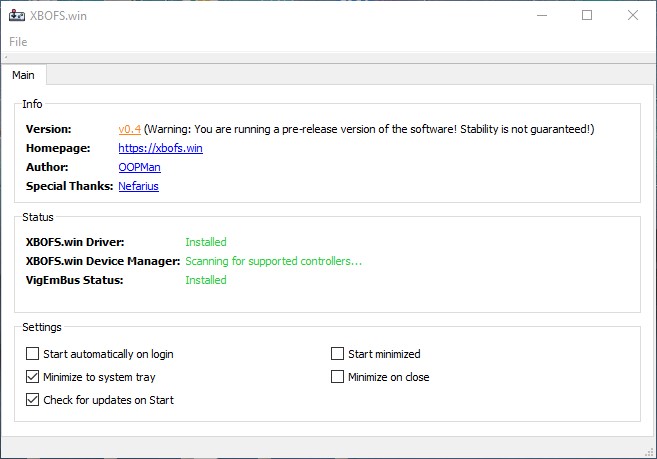 XBOFS.win
File
Main
Info
Version: v0.4 (Warning: You are running a pre-release version of the software! Stability is not guaranteed!)
Homepage: https://xbofs.win
Author: OOPMan
Special Thanks: Nefarius
Status
XBOFS.win Driver: Installed
XBOFS.win Device Manager: Scanning for supported controllers...
VigEmBus Status: Installed
Settings
Start automatically on login Start minimized
Minimize to system tray Minimize on close
Check for updates on Start